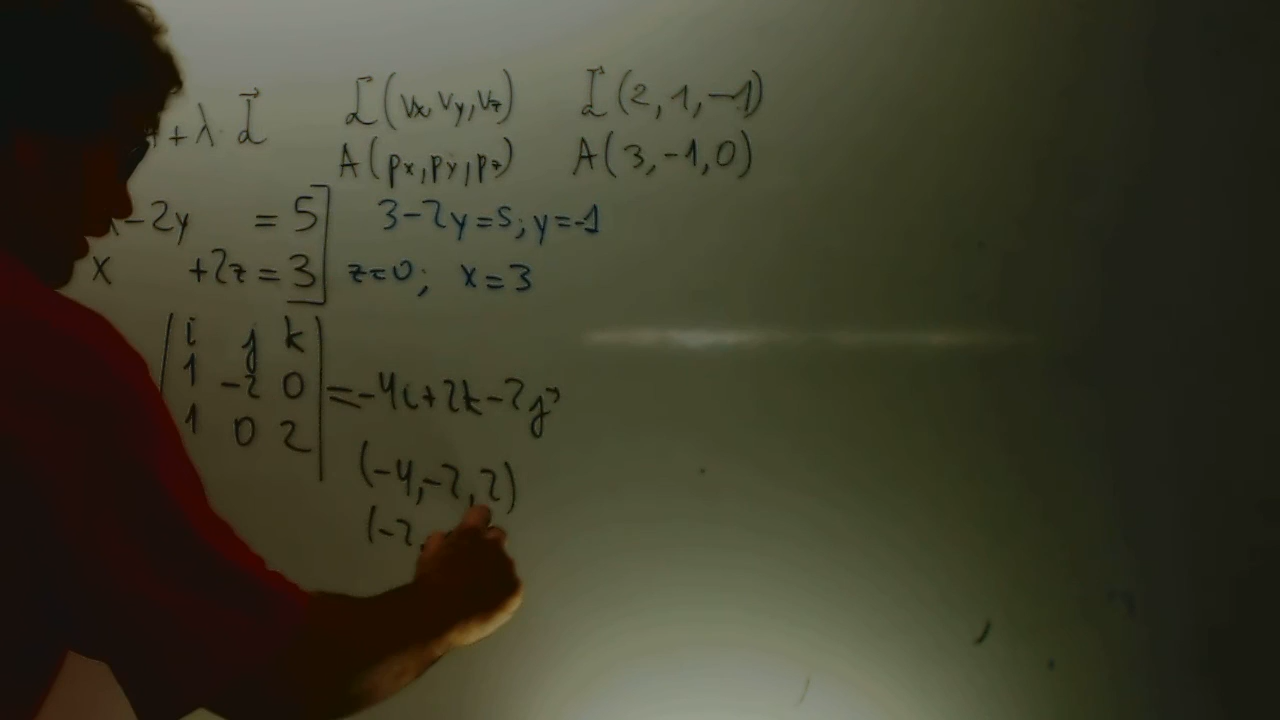 + λ · L⃗ L⃗ (vx, vy, vz) L⃗ (2, 1, -1)
A (px, py, pz) A (3, -1, 0)
x - 2y = 5 3 - 2y = 5; y = -1
x + 2z = 3 z = 0; x = 3
| i j k |
| 1 -2 0 | = -4i + 2k - 2j
| 1 0 2 |
(-4, -2, 2)
(-2,